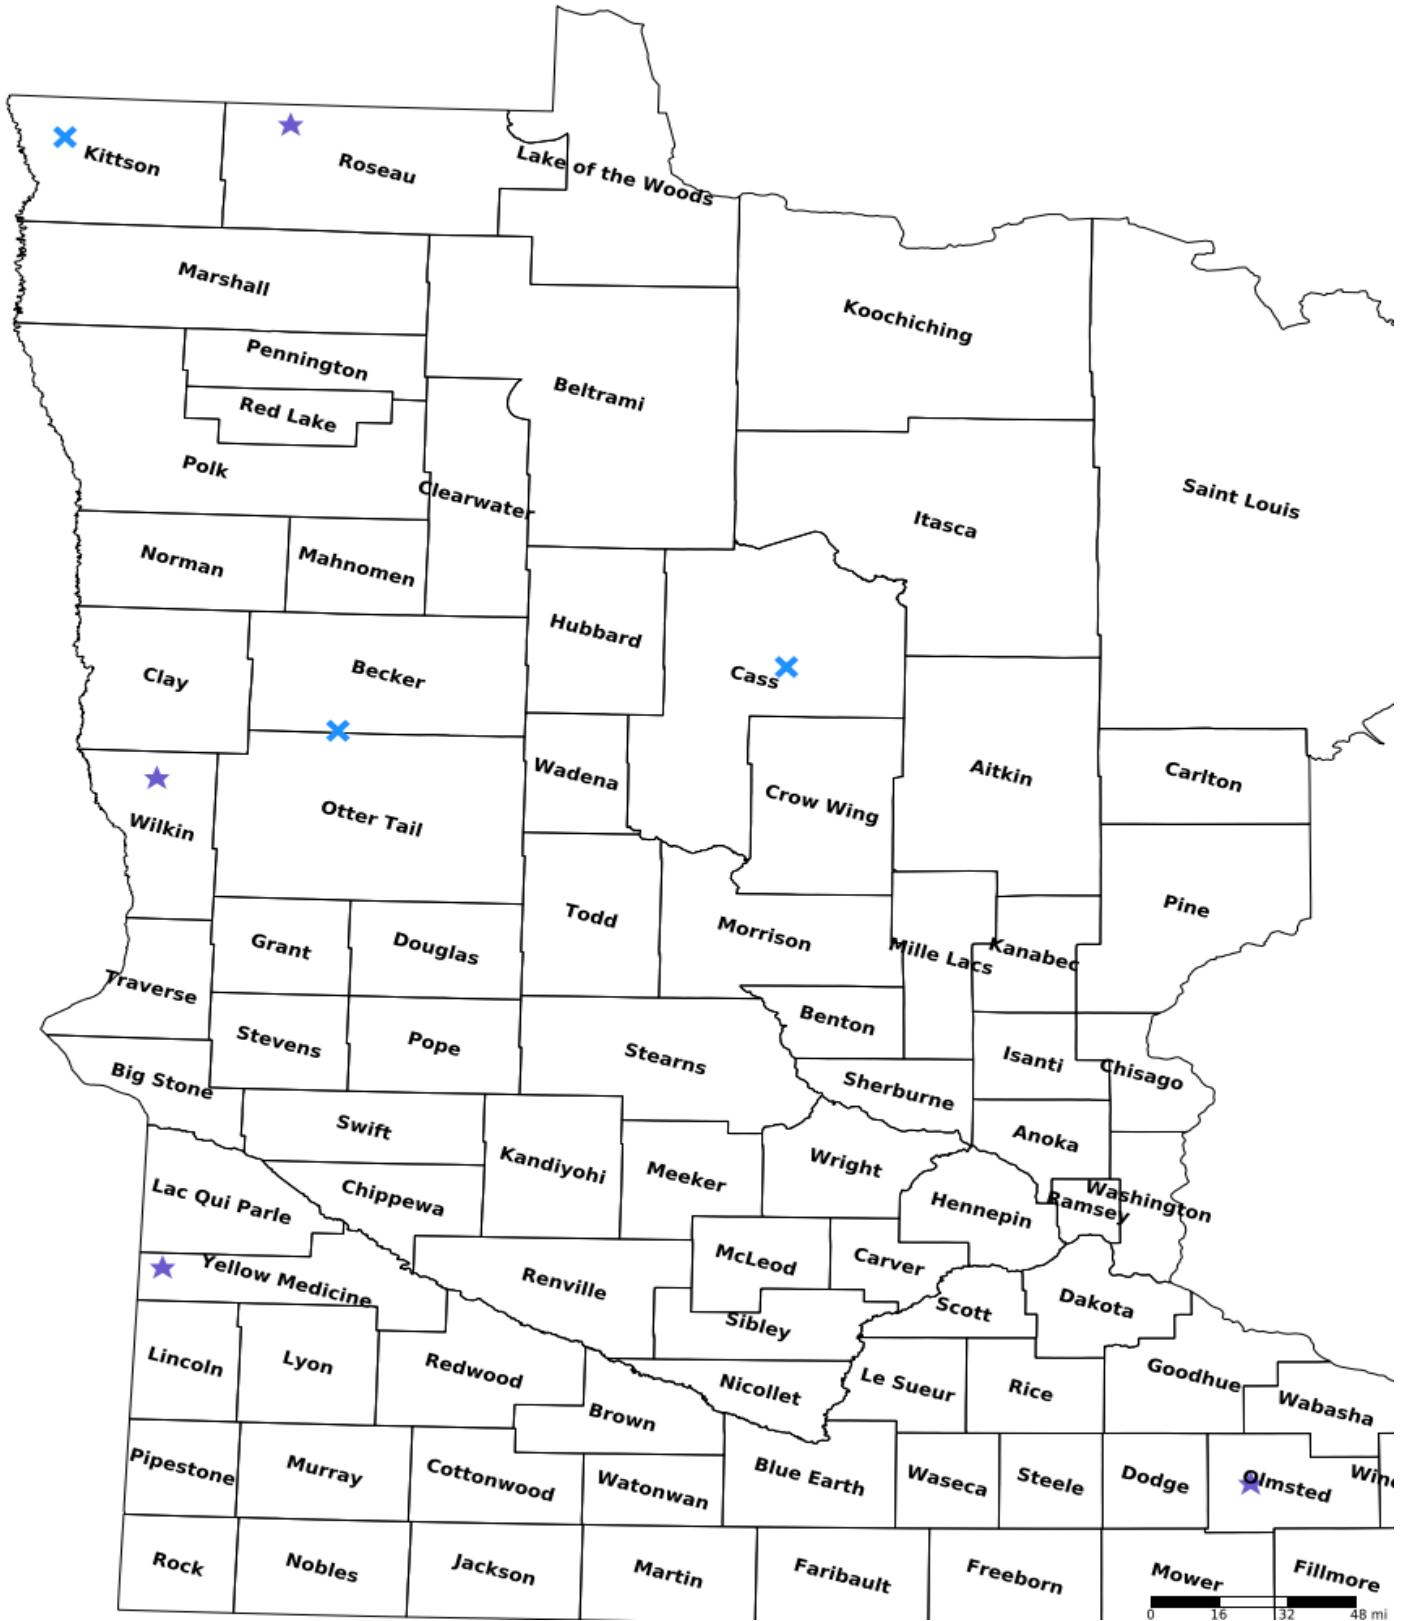 Kittson
Roseau
Lake of the Woods
Marshall
Koochiching
Pennington
Beltrami
Red Lake
Polk
Clearwater
Saint Louis
Itasca
Norman
Mahnomen
Hubbard
Clay
Becker
Cass
Wadena
Aitkin
Carlton
Wilkin
Otter Tail
Crow Wing
Todd
Pine
Grant
Douglas
Morrison
Mille Lacs
Kanabec
Traverse
Stevens
Pope
Benton
Stearns
Isanti
Chisago
Big Stone
Sherburne
Swift
Anoka
Kandiyohi
Meeker
Wright
Lac Qui Parle
Chippewa
Hennepin
Ramsey
Washington
McLeod
Carver
Yellow Medicine
Renville
Scott
Dakota
Sibley
Lincoln
Lyon
Redwood
Nicollet
Le Sueur
Rice
Goodhue
Wabasha
Brown
Pipestone
Murray
Cottonwood
Watonwan
Blue Earth
Waseca
Steele
Dodge
Olmsted
Rock
Nobles
Jackson
Martin
Faribault
Freeborn
Mower
Fillmore
0 16 32 48 mi